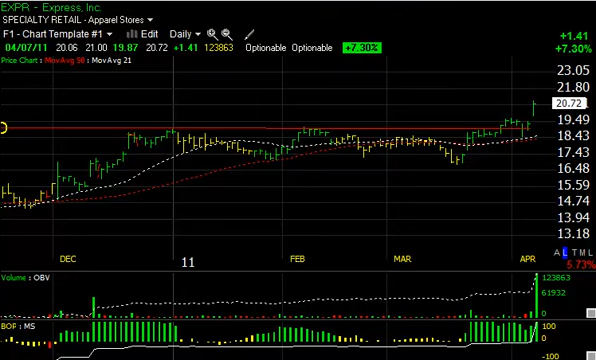 EXPR - Express, Inc.
SPECIALTY RETAIL - Apparel Stores
F1 - Chart Template #1 Edit Daily
+1.41
04/07/11 20.06 21.00 19.87 20.72 +1.41 123863 Optionable Optionable +7.30%
+7.30%
Price Chart : MovAvg 50 : MovAvg 21
23.05
21.80
20.72
19.49
18.43
17.43
16.48
15.59
14.74
13.94
13.18
A L T M L
DEC 11 FEB MAR APR
5.73%
Volume : OBV
123863
61932
BOP : MS
100
0
-100